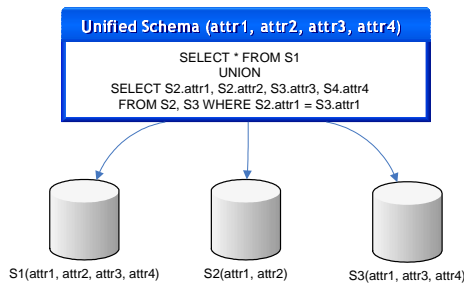 Unified Schema (attr1, attr2, attr3, attr4)
SELECT * FROM S1
UNION
SELECT S2.attr1, S2.attr2, S3.attr3, S4.attr4
FROM S2, S3 WHERE S2.attr1 = S3.attr1
S1(attr1, attr2, attr3, attr4)
S2(attr1, attr2)
S3(attr1, attr3, attr4)